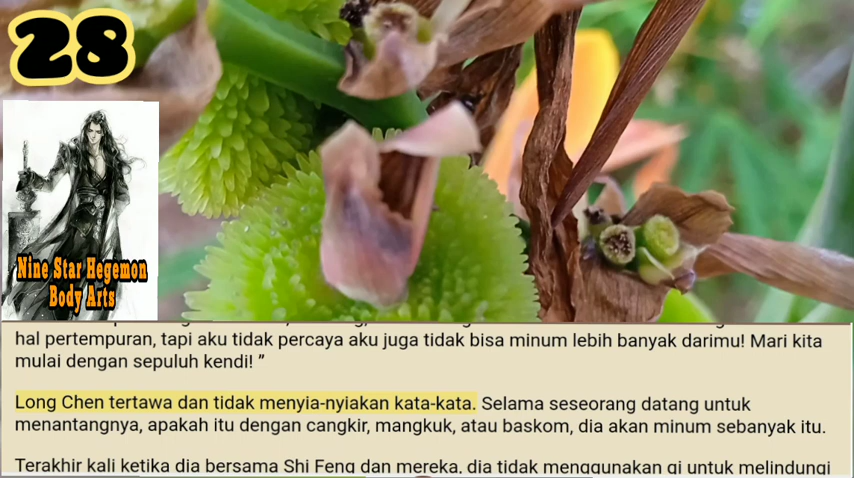 28
Nine Star Hegemon
Body Arts
hal pertempuran, tapi aku tidak percaya aku juga tidak bisa minum lebih banyak darimu! Mari kita
mulai dengan sepuluh kendi! ”
Long Chen tertawa dan tidak menyia-nyiakan kata-kata. Selama seseorang datang untuk
menantangnya, apakah itu dengan cangkir, mangkuk, atau baskom, dia akan minum sebanyak itu.
Terakhir kali ketika dia bersama Shi Feng dan mereka, dia tidak menggunakan qi untuk melindungi